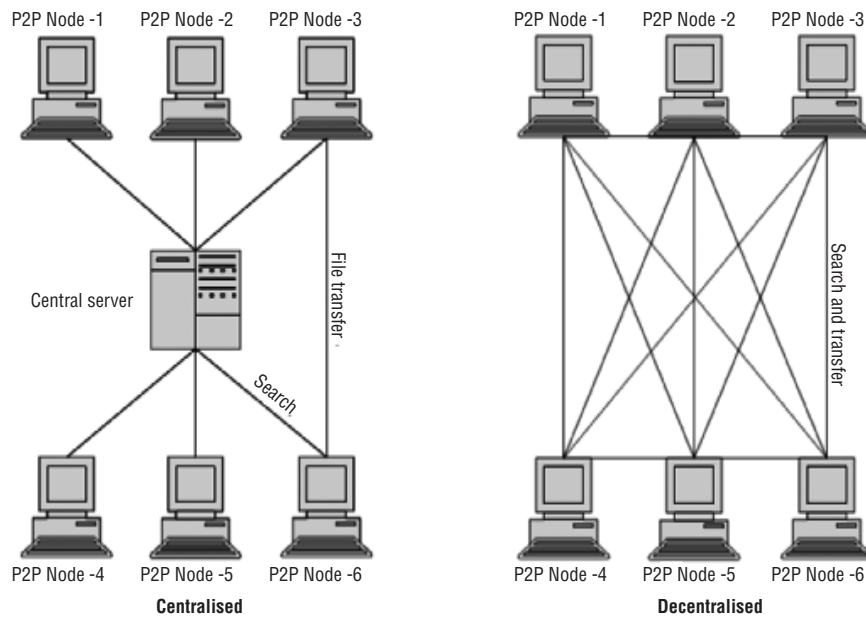 P2P Node -1 P2P Node -2 P2P Node -3
Central server
File transfer
Search
P2P Node -4 P2P Node -5 P2P Node -6
Centralised
P2P Node -1 P2P Node -2 P2P Node -3
Search and transfer
P2P Node -4 P2P Node -5 P2P Node -6
Decentralised